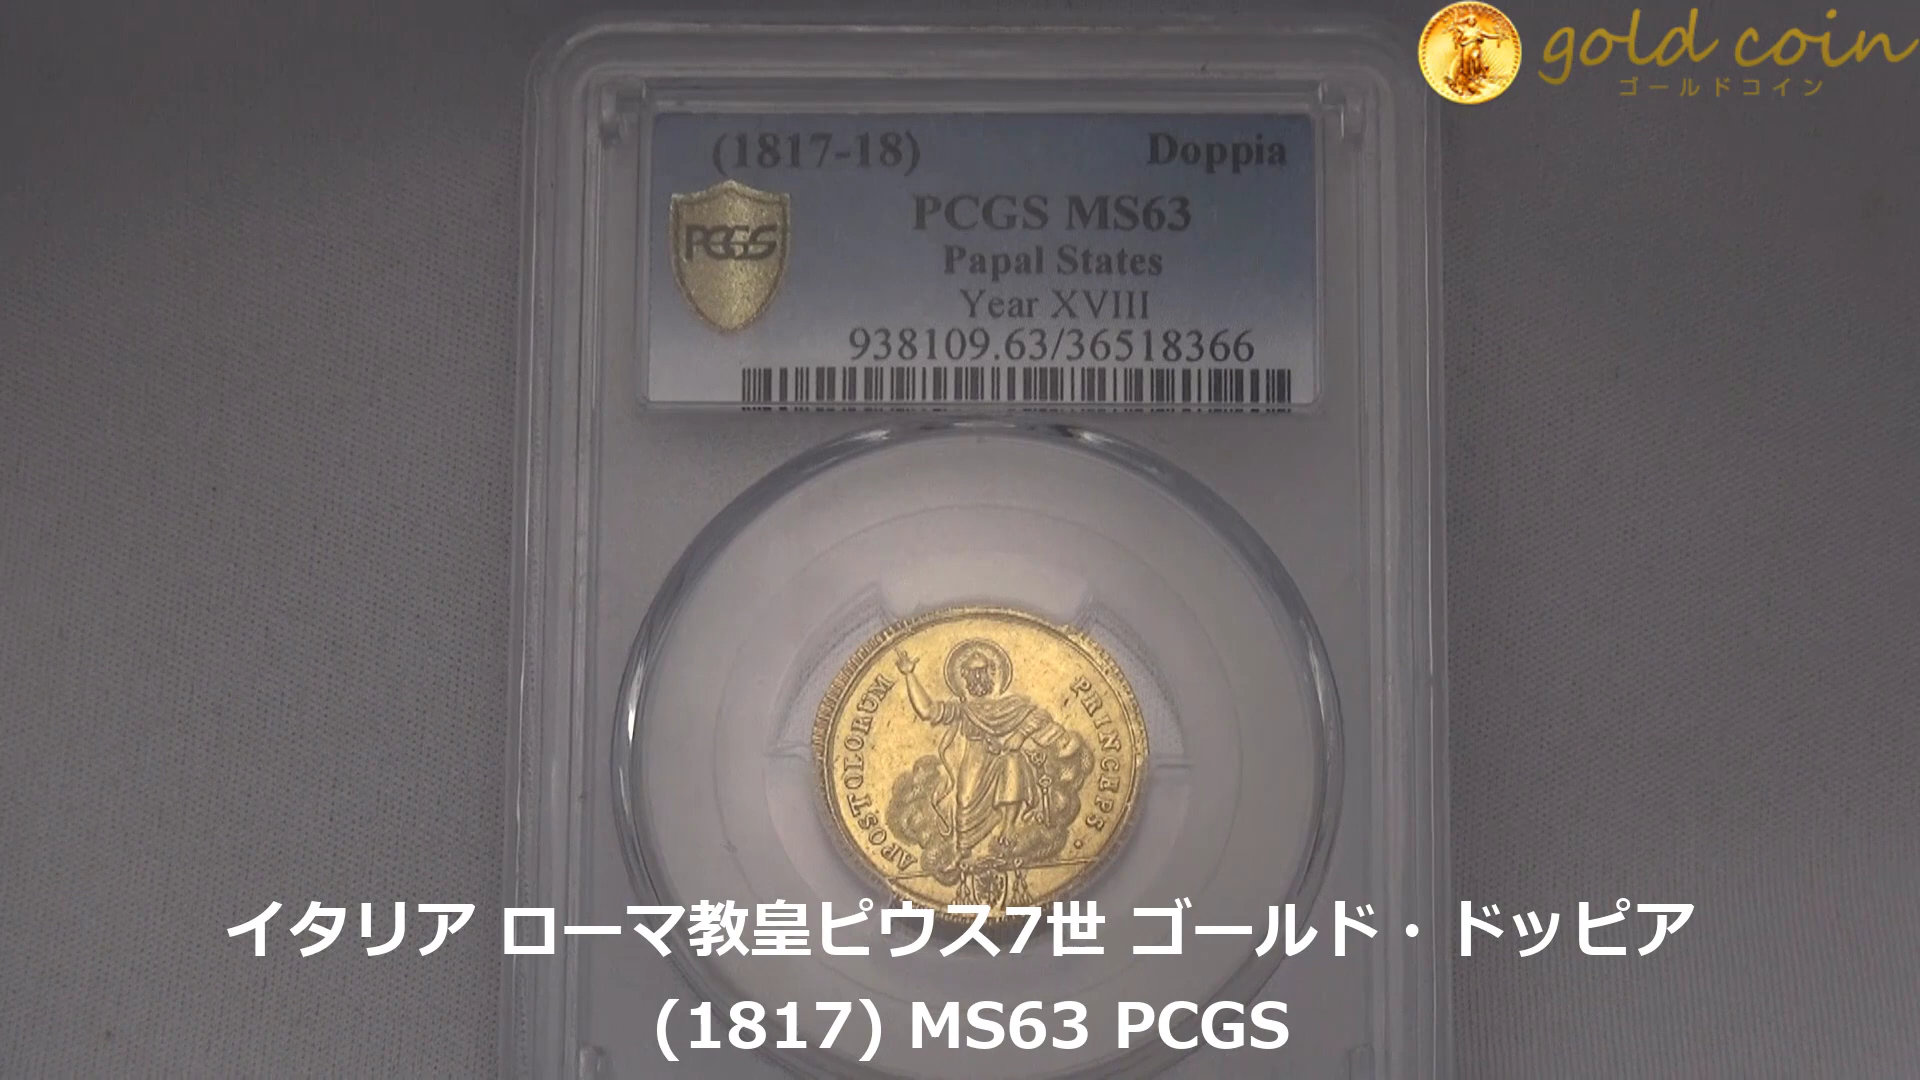 gold coin
ゴールドコイン
(1817-18) Doppia
PCGS MS63
PCGS
Papal States
Year XVIII
938109.63/36518366
APOSTOLORUM PRINCEPS
イタリア ローマ教皇ピウス7世 ゴールド・ドッピア
(1817) MS63 PCGS